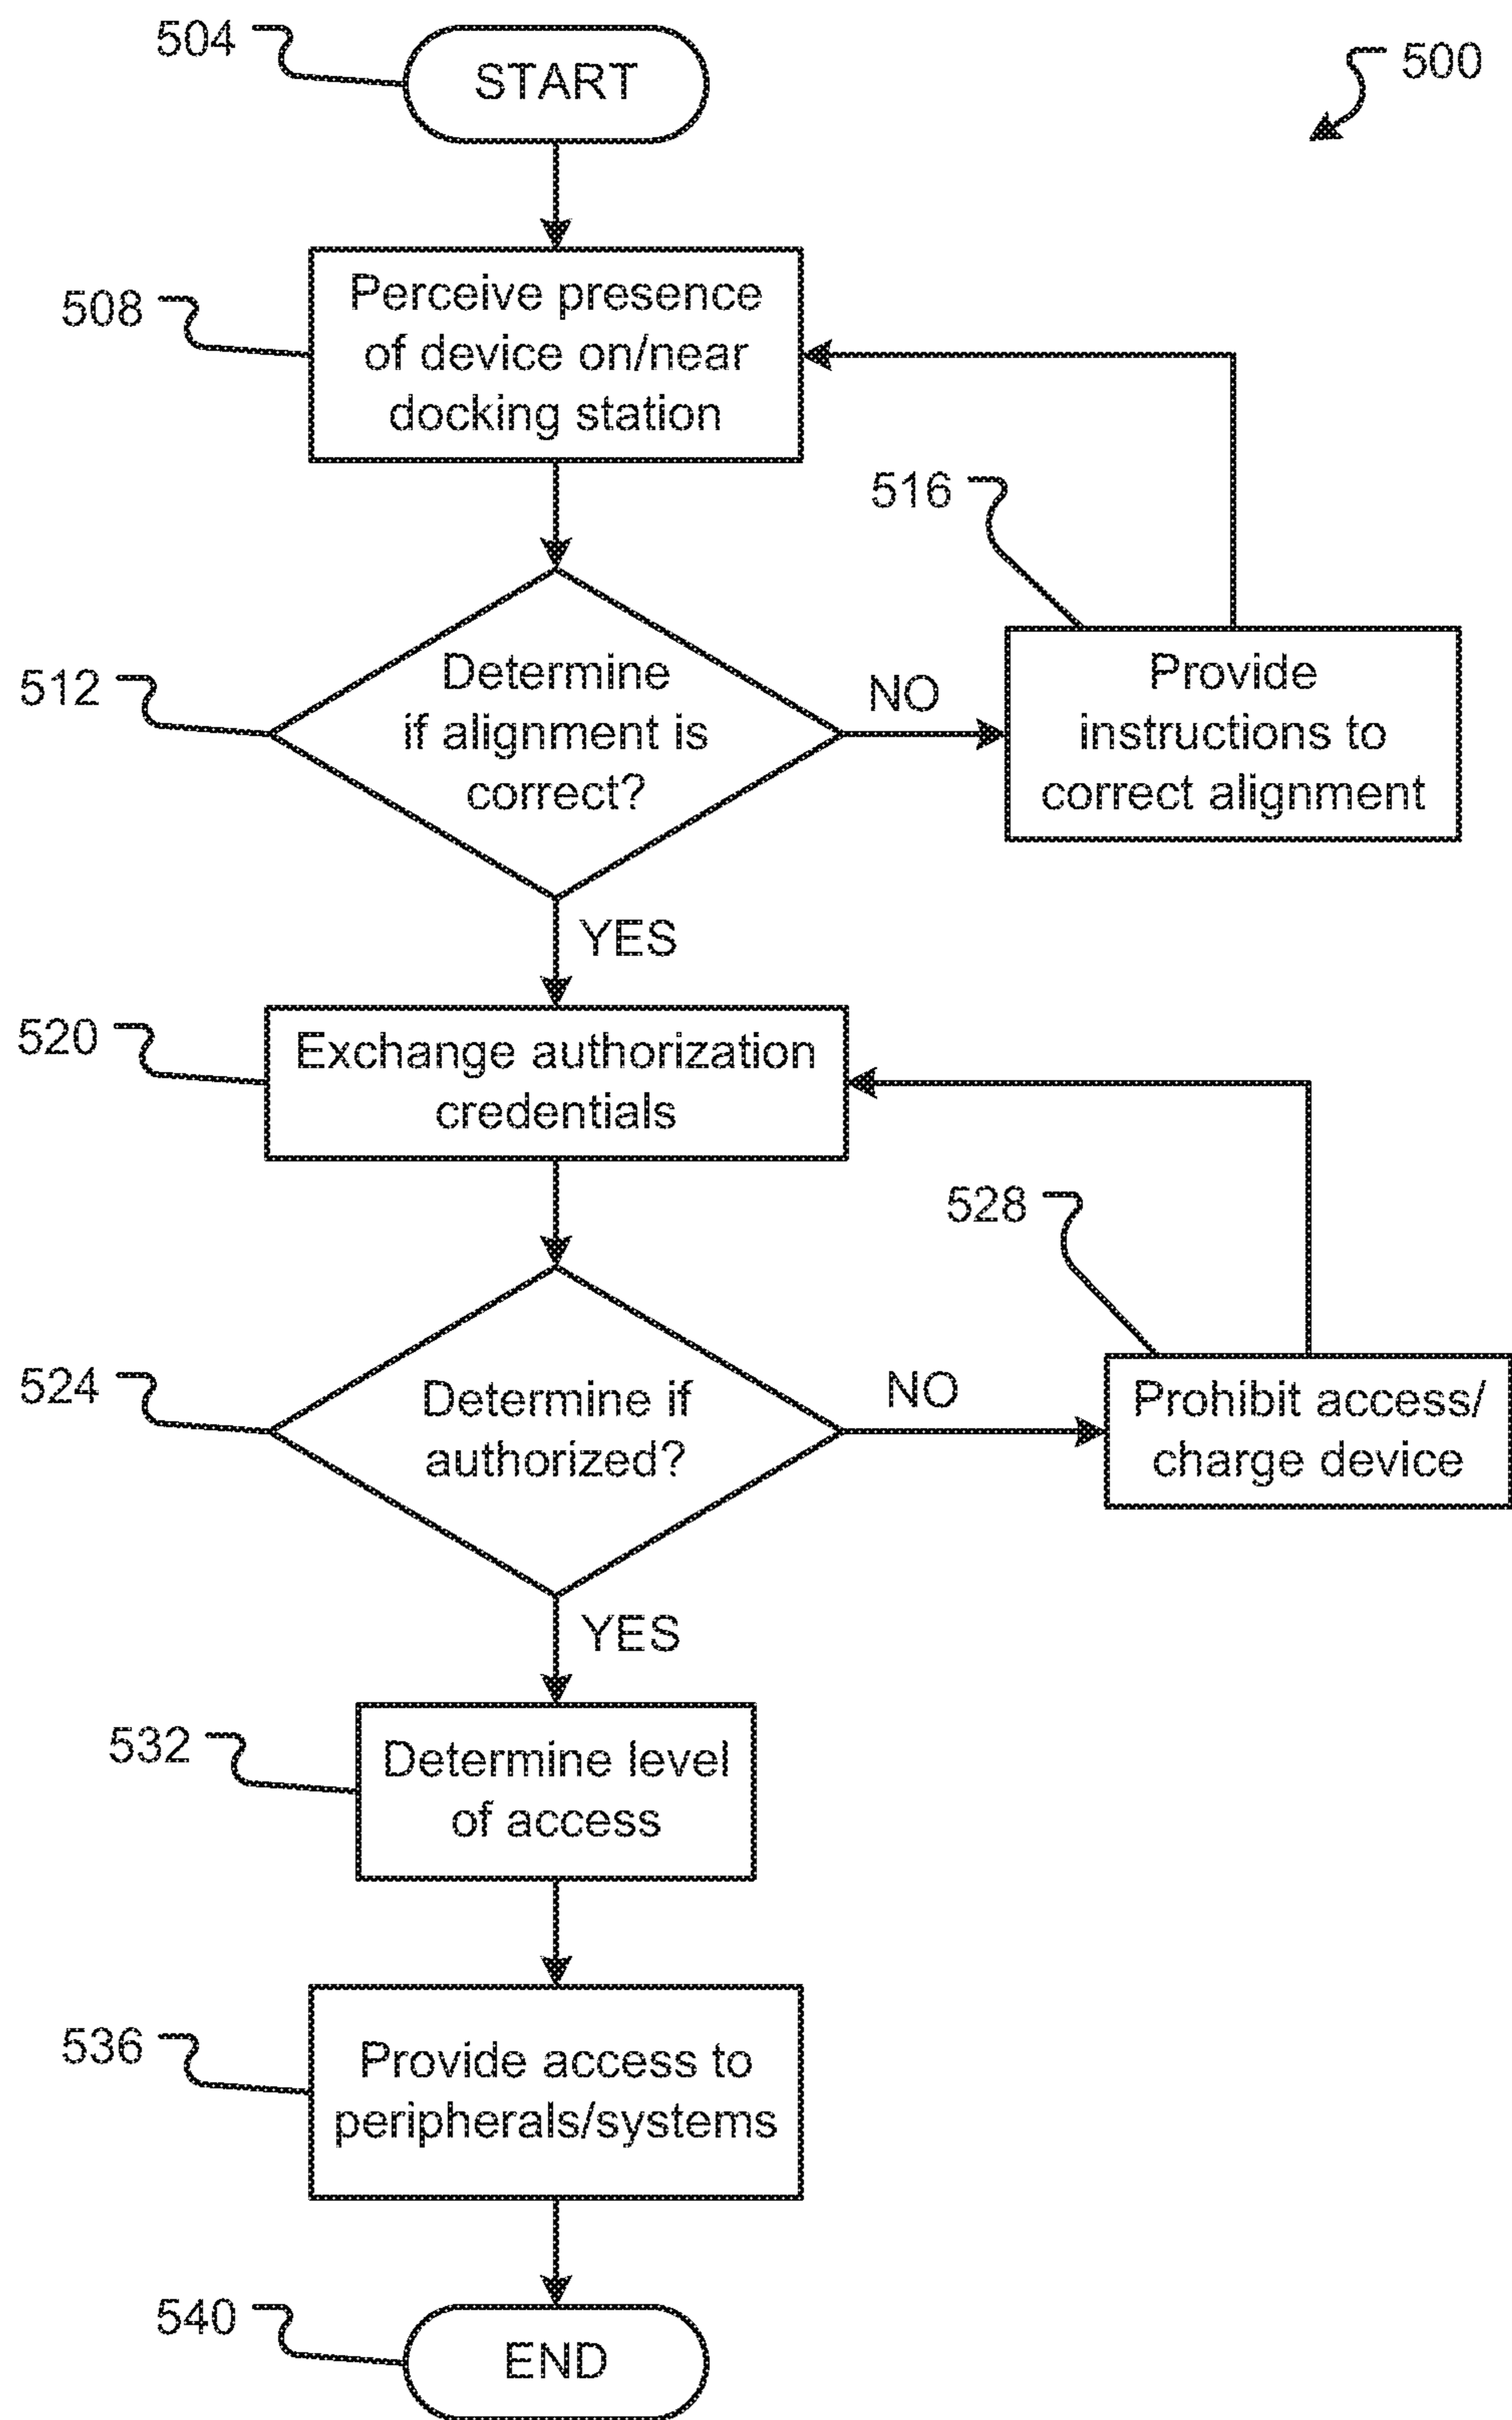 504
START
500
508
Perceive presence
of device on/near
docking station
516
512
Determine
if alignment is
correct?
NO
Provide
instructions to
correct alignment
YES
520
Exchange authorization
credentials
528
524
Determine if
authorized?
NO
Prohibit access/
charge device
YES
532
Determine level
of access
536
Provide access to
peripherals/systems
540
END